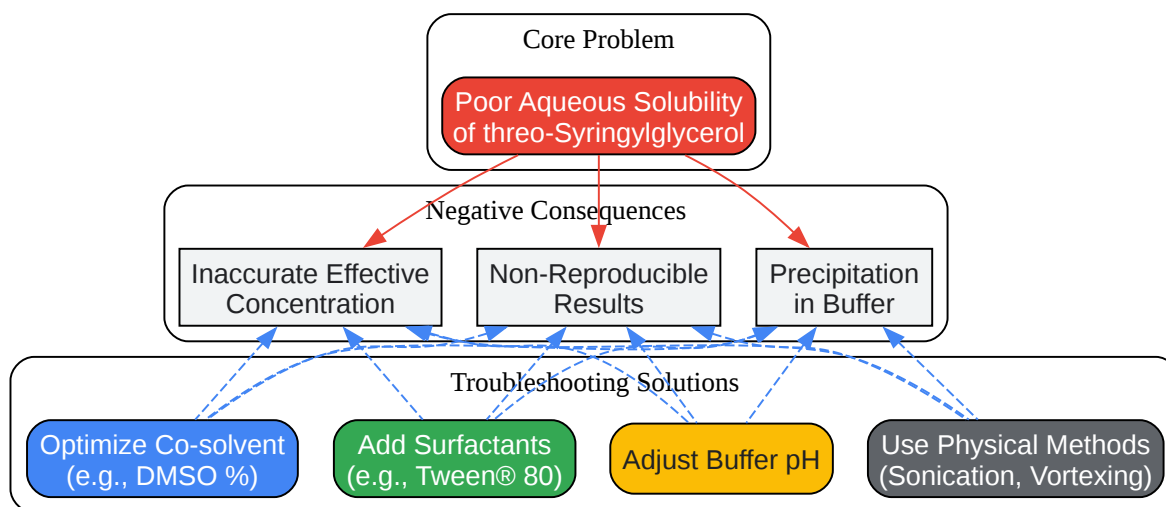 Core Problem
Poor Aqueous Solubility
of threo-Syringylglycerol
Negative Consequences
Inaccurate Effective
Concentration
Non-Reproducible
Results
Precipitation
in Buffer
Troubleshooting Solutions
Optimize Co-solvent
(e.g., DMSO %)
Add Surfactants
(e.g., Tween® 80)
Adjust Buffer pH
Use Physical Methods
(Sonication, Vortexing)